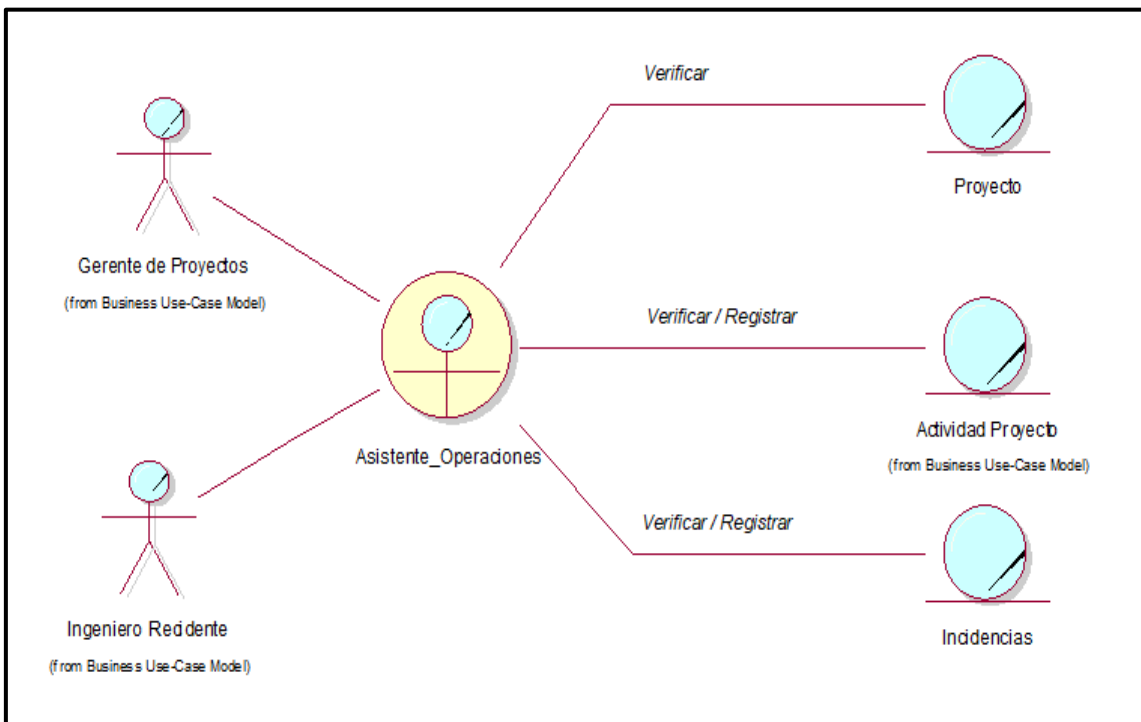 Verificar
Proyecto
Gerente de Proyectos
(from Business Use-Case Model)
Verificar / Registrar
Actividad Proyecto
(from Business Use-Case Model)
Asistente_Operaciones
Verificar / Registrar
Incidencias
Ingeniero Recidente
(from Business Use-Case Model)